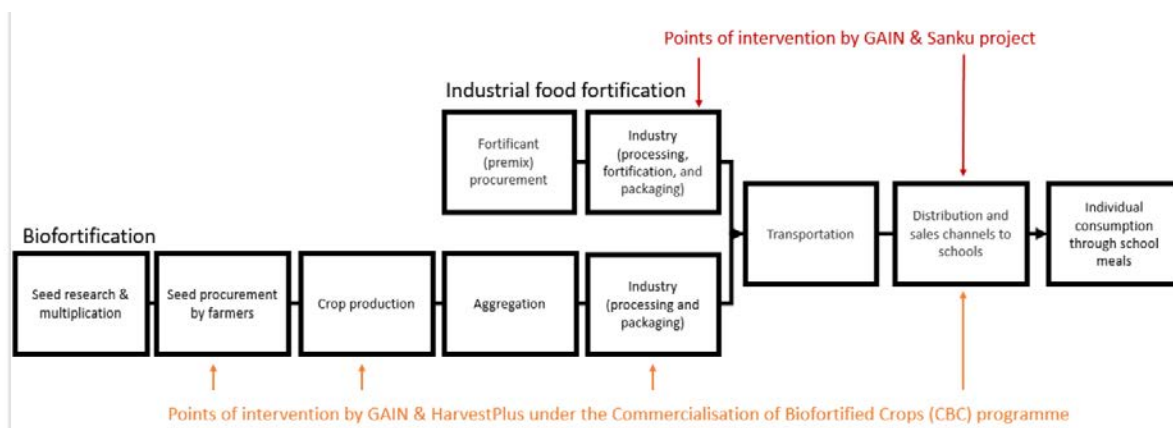 Points of intervention by GAIN & Sanku project
Industrial food fortification
Fortificant
(premix)
procurement
Industry
(processing,
fortification, and
packaging)
Transportation
Distribution and
sales channels to
schools
Individual
consumption
through school
meals
Biofortification
Seed research &
multiplication
Seed procurement
by farmers
Crop production
Aggregation
Industry
(processing and
packaging)
Points of intervention by GAIN & HarvestPlus under the Commercialisation of Biofortified Crops (CBC) programme